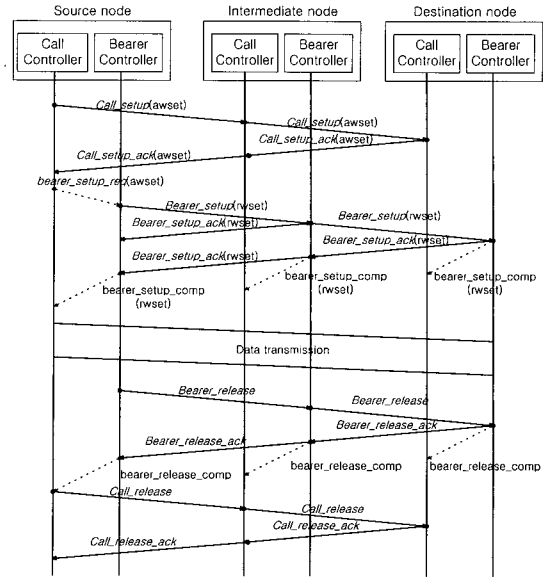 Source node
Intermediate node
Destination node
Call Controller
Bearer Controller
Call Controller
Bearer Controller
Call Controller
Bearer Controller
Call_setup(awset)
Call_setup(awset)
Call_setup_ack(awset)
Call_setup_ack(awset)
bearer_setup_req(awset)
Bearer_setup(rwset)
Bearer_setup(rwset)
Bearer_setup_ack(rwset)
Bearer_setup_ack(rwset)
Bearer_setup_ack(rwset)
bearer_setup_comp
(rwset)
bearer_setup_comp
(rwset)
bearer_setup_comp
(rwset)
Data transmission
Bearer_release
Bearer_release
Bearer_release_ack
Bearer_release_ack
bearer_release_comp
bearer_release_comp
bearer_release_comp
Call_release
Call_release
Call_release_ack
Call_release_ack